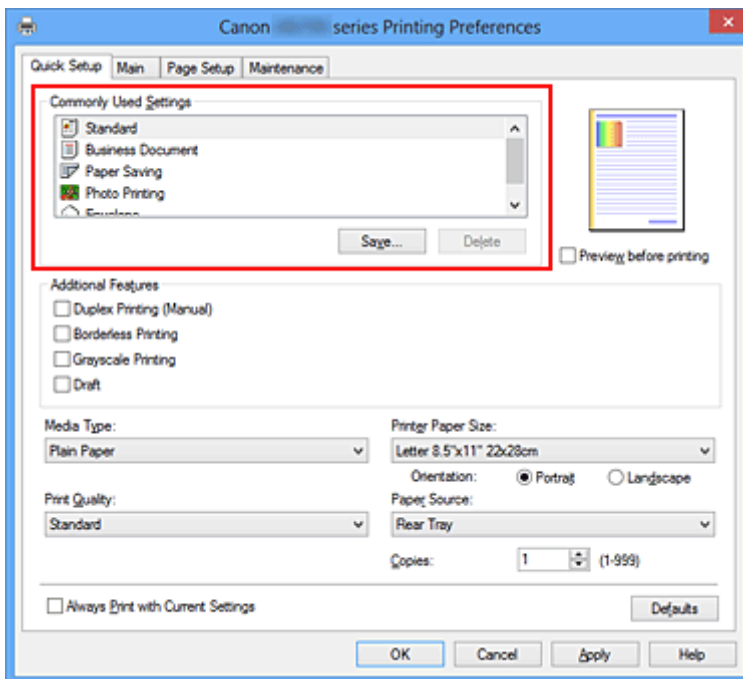 Canon series Printing Preferences
Quick Setup Main Page Setup Maintenance
Commonly Used Settings
Standard
Business Document
Paper Saving
Photo Printing
Envelope
Save... Delete
Preview before printing
Additional Features
Duplex Printing (Manual)
Borderless Printing
Grayscale Printing
Draft
Media Type: Printer Paper Size:
Plain Paper Letter 8.5"x11" 22x28cm
Orientation: Portrait Landscape
Print Quality: Paper Source:
Standard Rear Tray
Copies: 1 (1-999)
Always Print with Current Settings Defaults
OK Cancel Apply Help